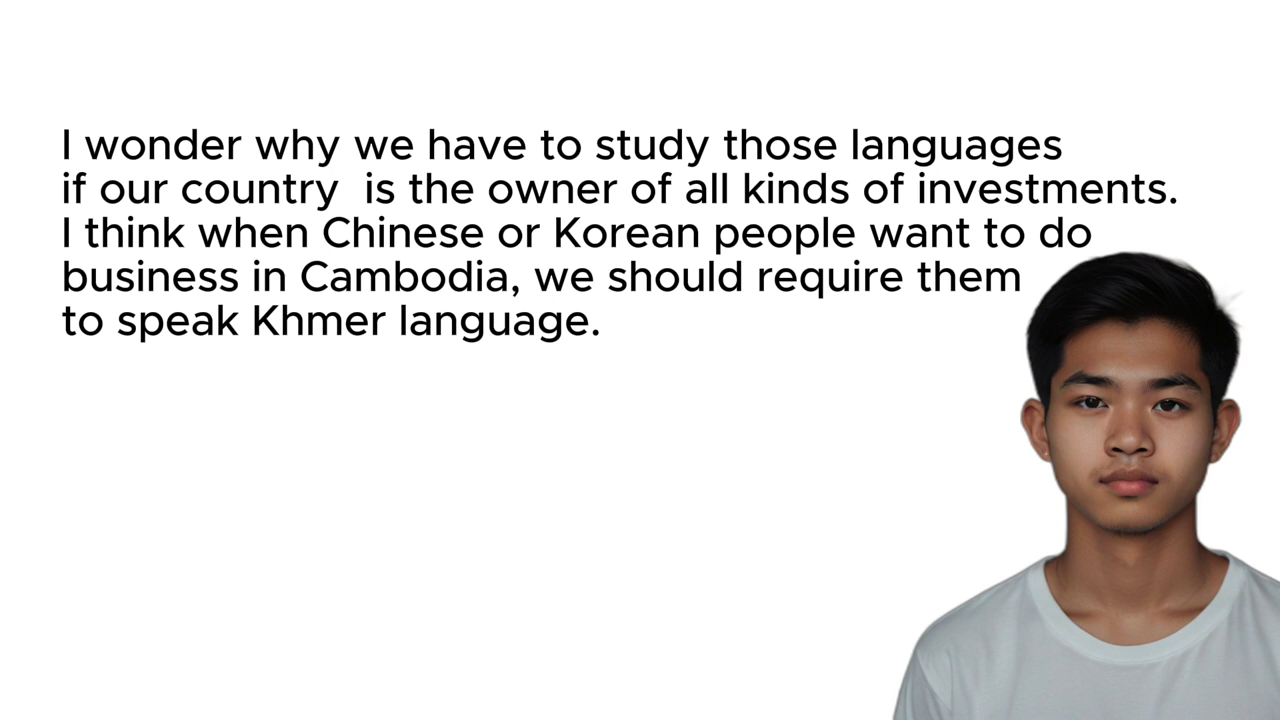 I wonder why we have to study those languages
if our country  is the owner of all kinds of investments.
I think when Chinese or Korean people want to do
business in Cambodia, we should require them
to speak Khmer language.